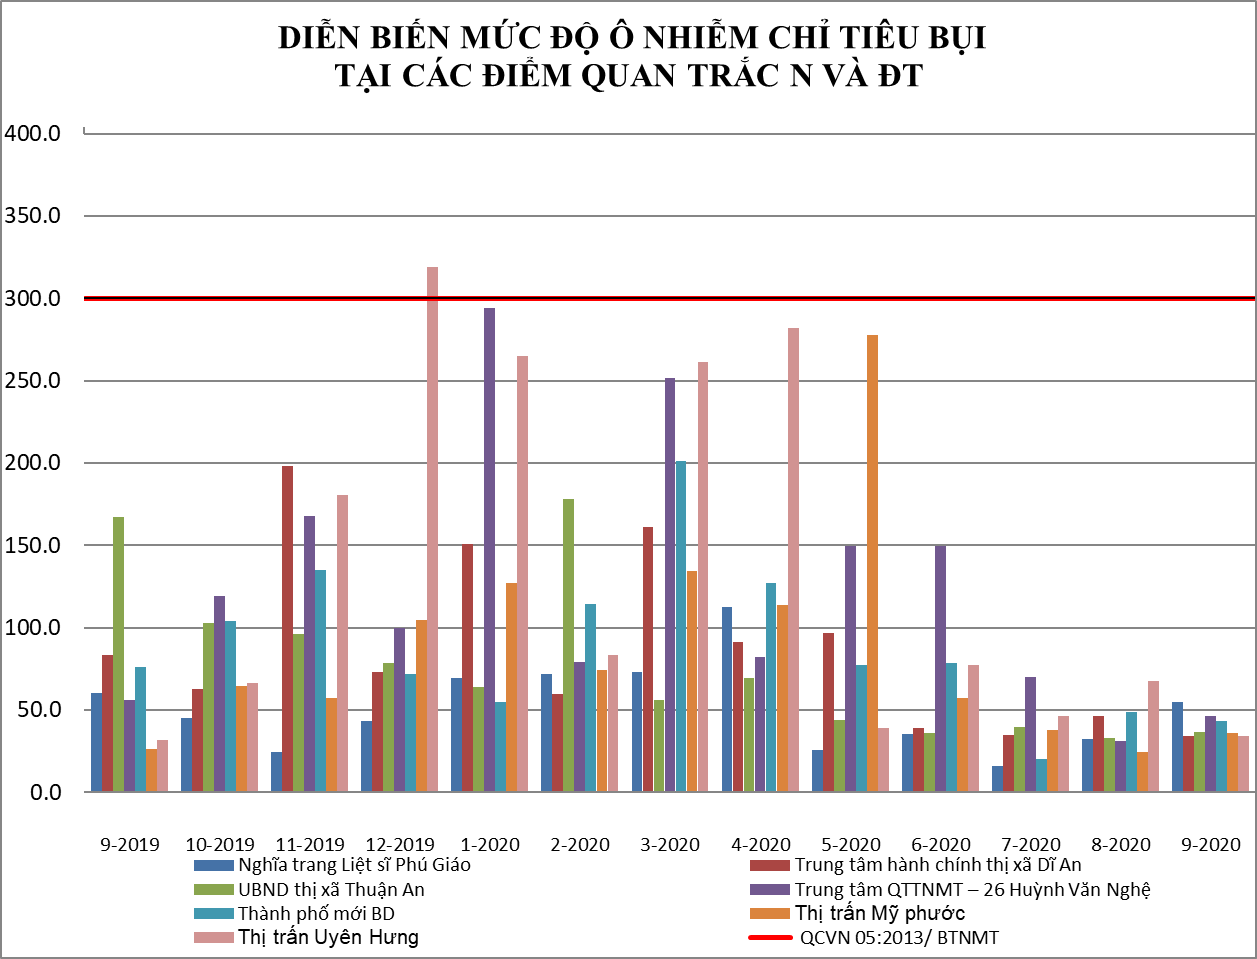 DIỄN BIẾN MỨC ĐỘ Ô NHIỄM CHỈ TIÊU BỤI
TẠI CÁC ĐIỂM QUAN TRẮC N VÀ ĐT
400.0
350.0
300.0
250.0
200.0
150.0
100.0
50.0
0.0
9-2019 10-2019 11-2019 12-2019 1-2020 2-2020 3-2020 4-2020 5-2020 6-2020 7-2020 8-2020 9-2020
Nghĩa trang Liệt sĩ Phú Giáo Trung tâm hành chính thị xã Dĩ An
UBND thị xã Thuận An Trung tâm QTTNMT – 26 Huỳnh Văn Nghệ
Thành phố mới BD Thị trấn Mỹ phước
Thị trấn Uyên Hưng QCVN 05:2013/ BTNMT